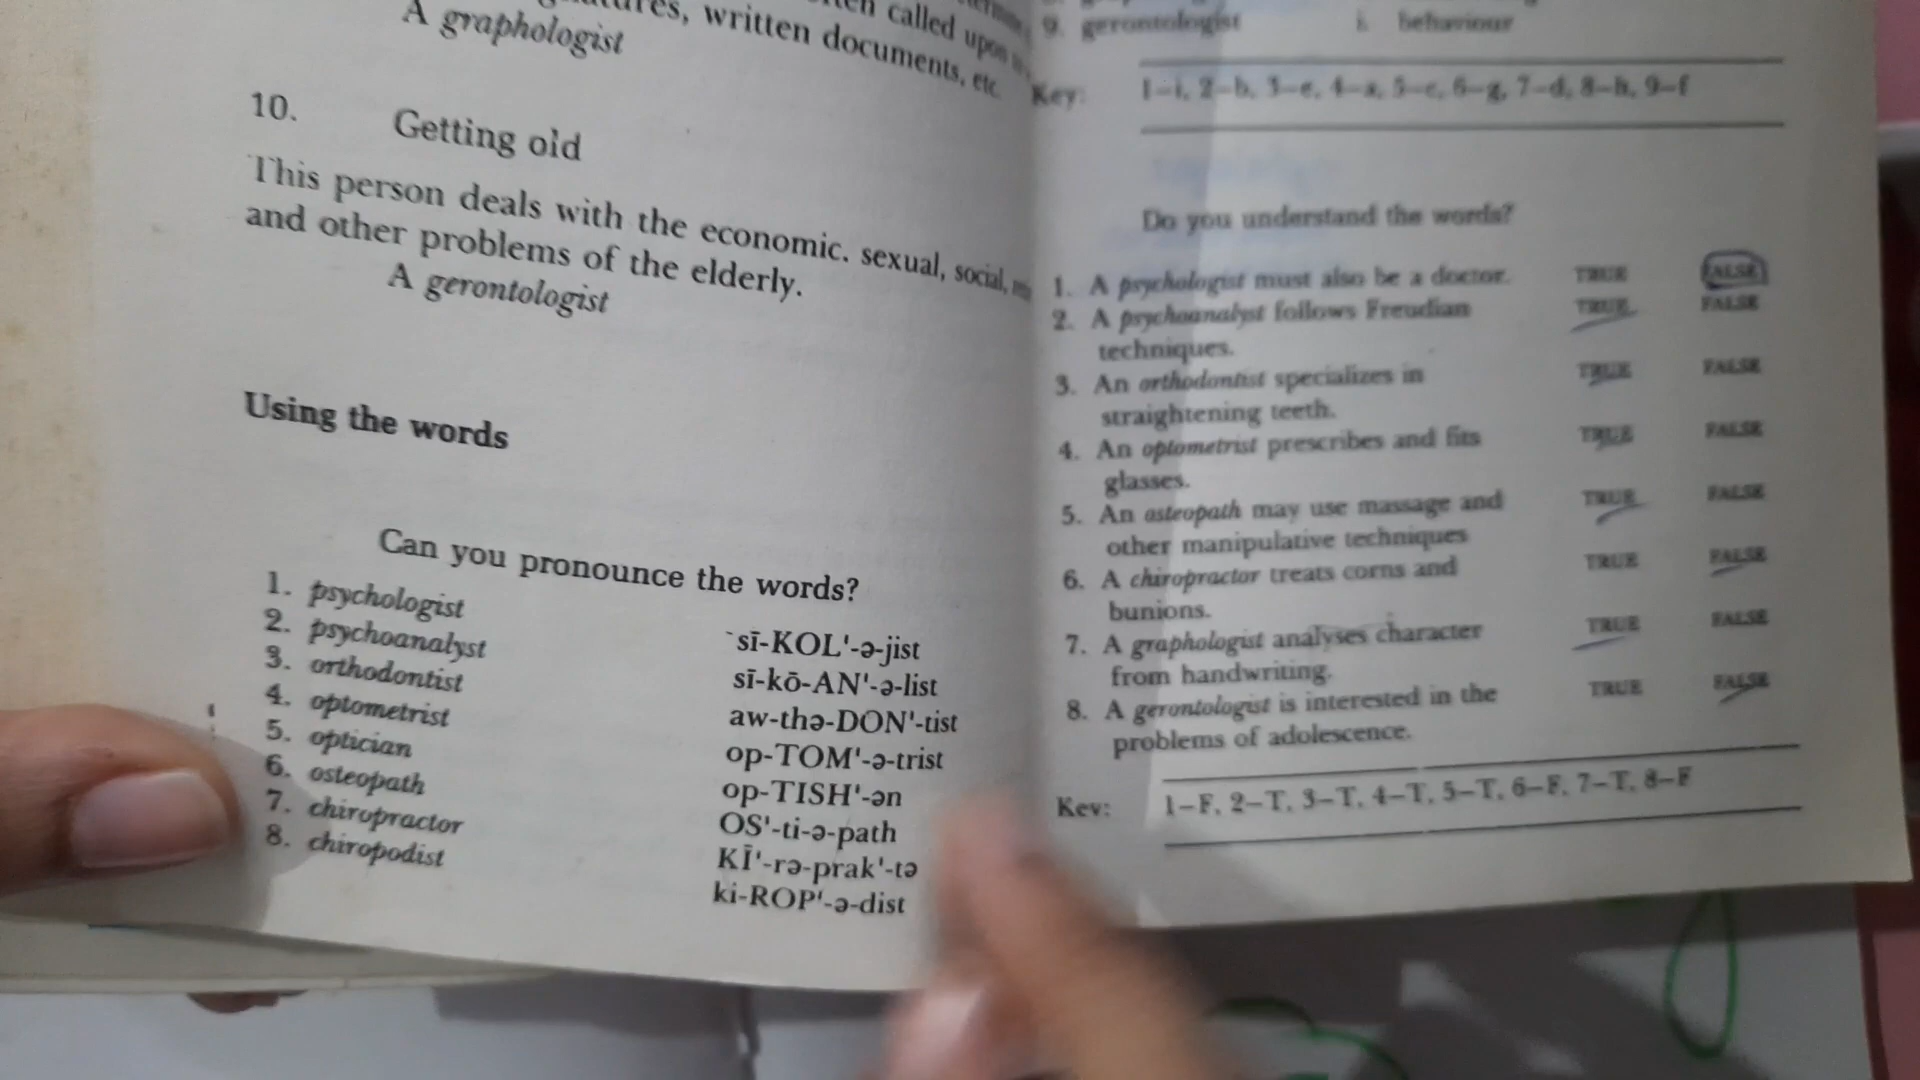 called upon
written documents, etc.
A graphologist
10. Getting old
This person deals with the economic. sexual, social,
and other problems of the elderly.
A gerontologist
Using the words
Can you pronounce the words?
1. psychologist sī-KOL'-ə-jist
2. psychoanalyst sī-kō-AN'-ə-list
3. orthodontist aw-thə-DON'-tist
4. optometrist op-TOM'-ə-trist
5. optician op-TISH'-ən
6. osteopath OS'-ti-ə-path
7. chiropractor KĪ'-rə-prak'-tə
8. chiropodist ki-ROP'-ə-dist
9. gerontologist i. behaviour
Key: 1–i, 2–b, 3–e, 4–a, 5–c, 6–g, 7–d, 8–h, 9–f
Do you understand the words?
1. A psychologist must also be a doctor. TRUE FALSE
2. A psychoanalyst follows Freudian TRUE FALSE
techniques.
3. An orthodontist specializes in TRUE FALSE
straightening teeth.
4. An optometrist prescribes and fits TRUE FALSE
glasses.
5. An osteopath may use massage and TRUE FALSE
other manipulative techniques
6. A chiropractor treats corns and TRUE FALSE
bunions.
7. A graphologist analyses character TRUE FALSE
from handwriting.
8. A gerontologist is interested in the TRUE FALSE
problems of adolescence.
Key: 1–F, 2–T, 3–T, 4–T, 5–T, 6–F, 7–T, 8–F